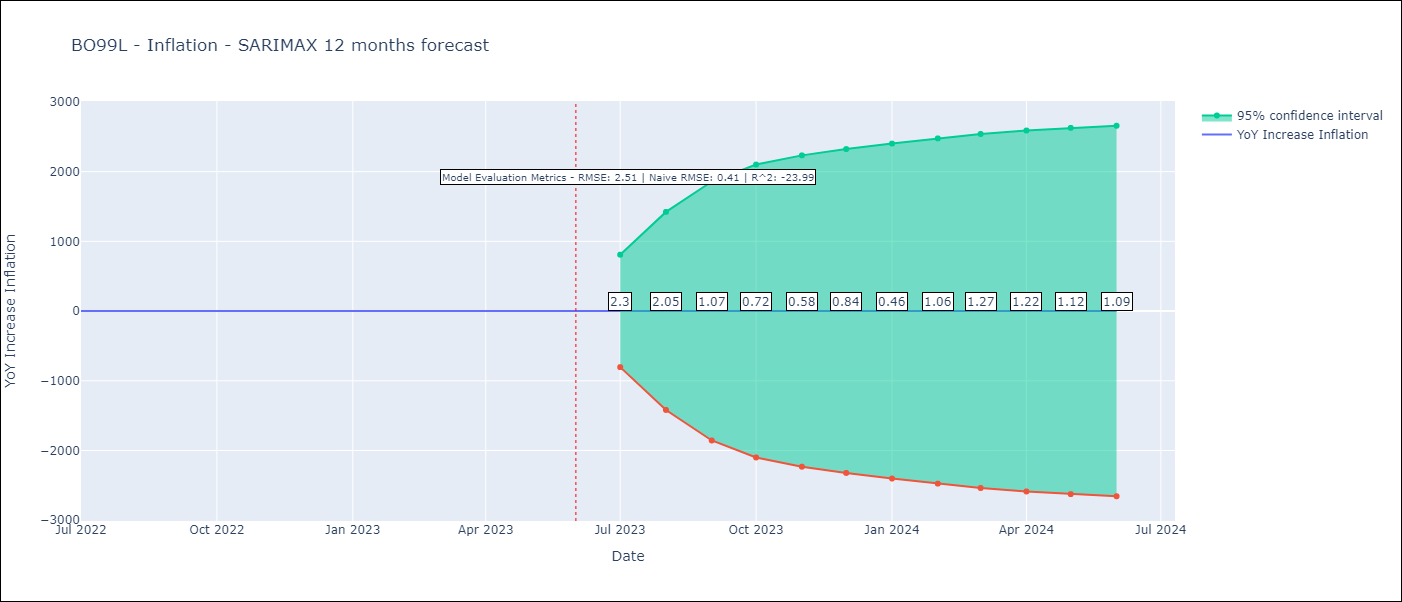 BO99L - Inflation - SARIMAX 12 months forecast
3000
2000
1000
0
−1000
−2000
−3000
YoY Increase Inflation
Model Evaluation Metrics - RMSE: 2.51 | Naive RMSE: 0.41 | R^2: -23.99
2.3 2.05 1.07 0.72 0.58 0.84 0.46 1.06 1.27 1.22 1.12 1.09
Jul 2022 Oct 2022 Jan 2023 Apr 2023 Jul 2023 Oct 2023 Jan 2024 Apr 2024 Jul 2024
Date
95% confidence interval
YoY Increase Inflation